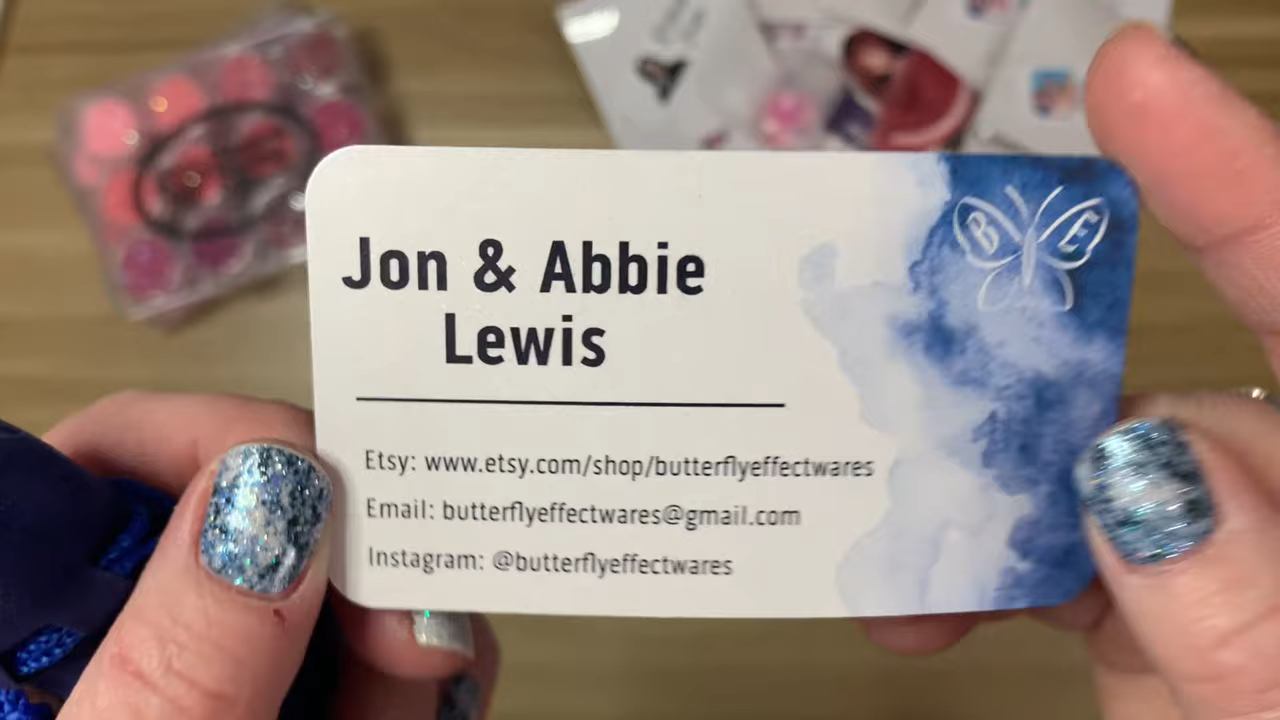 Jon & Abbie
Lewis
B E
Etsy: www.etsy.com/shop/butterflyeffectwares
Email: butterflyeffectwares@gmail.com
Instagram: @butterflyeffectwares